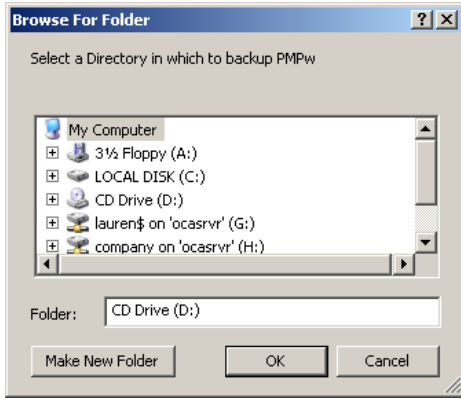 Browse For Folder
Select a Directory in which to backup PMPw
My Computer
3½ Floppy (A:)
LOCAL DISK (C:)
CD Drive (D:)
lauren$ on 'ocasrvr' (G:)
company on 'ocasrvr' (H:)
Folder: CD Drive (D:)
Make New Folder OK Cancel